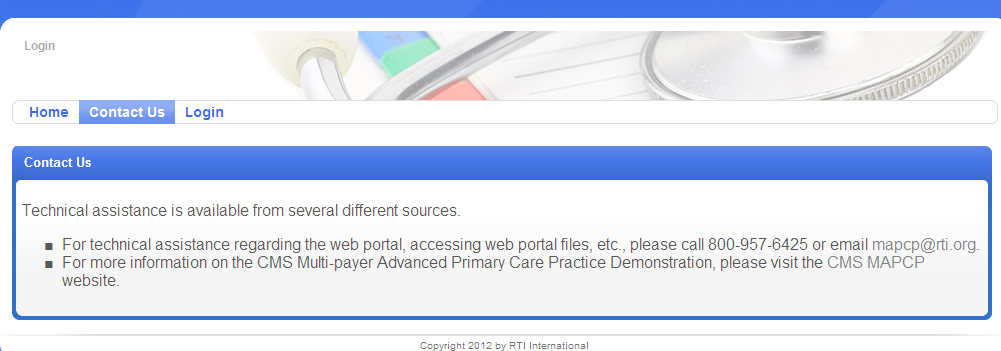 Login
Home Contact Us Login
Contact Us
Technical assistance is available from several different sources.
For technical assistance regarding the web portal, accessing web portal files, etc., please call 800-957-6425 or email mapcp@rti.org.
For more information on the CMS Multi-payer Advanced Primary Care Practice Demonstration, please visit the CMS MAPCP
website.
Copyright 2012 by RTI International